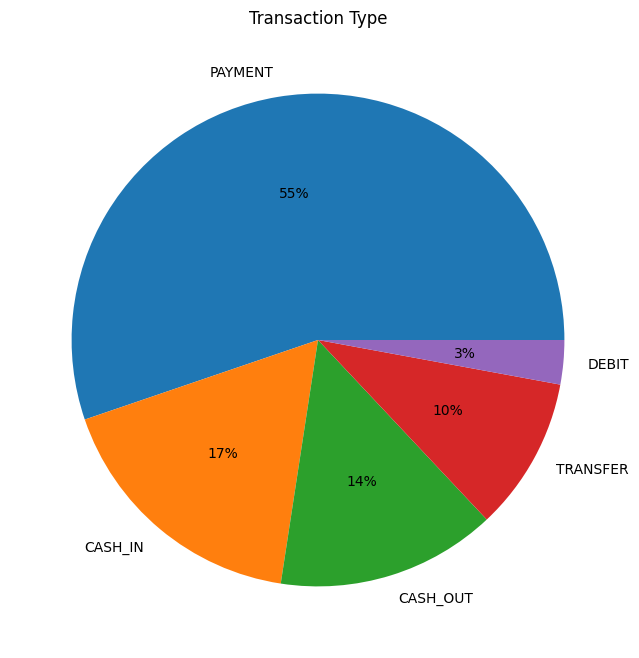 Transaction Type
PAYMENT
55%
3%
DEBIT
10%
17%
TRANSFER
14%
CASH_IN
CASH_OUT